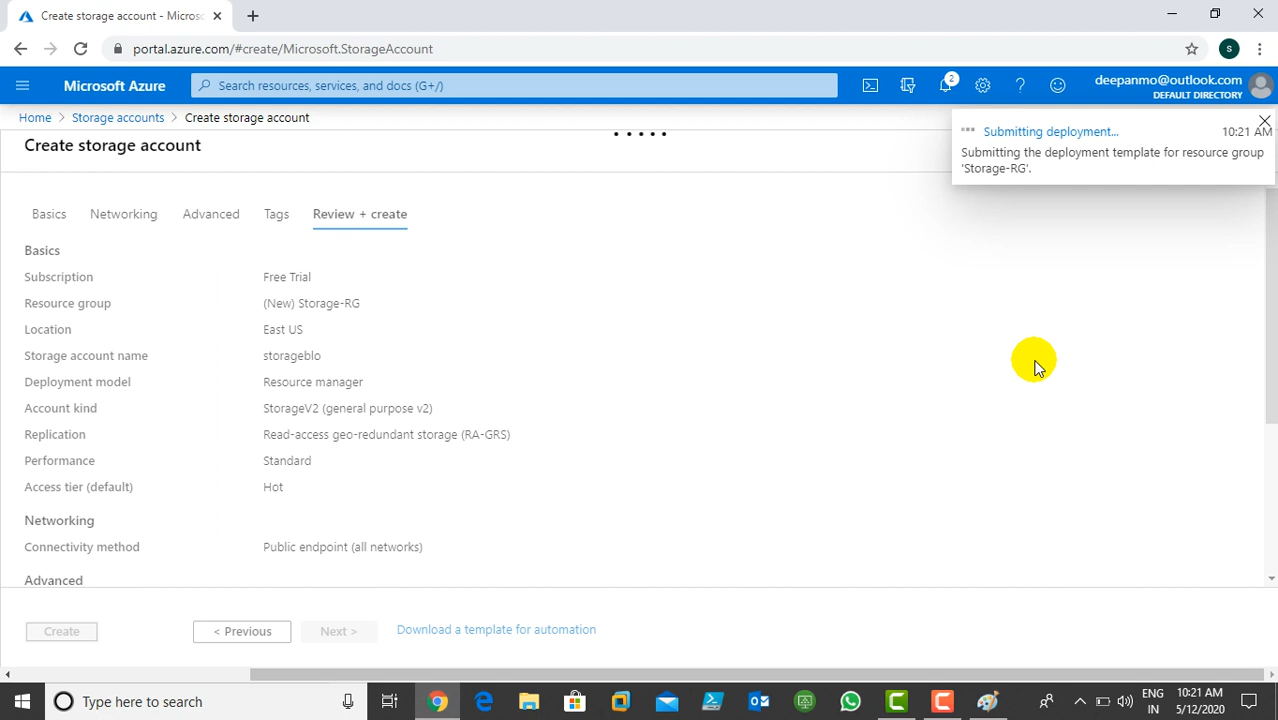 Create storage account - Micros
portal.azure.com/#create/Microsoft.StorageAccount
S
Microsoft Azure
Search resources, services, and docs (G+/)
2
deepanmo@outlook.com
DEFAULT DIRECTORY
Home > Storage accounts > Create storage account
Create storage account
Submitting deployment...
10:21 AM
Submitting the deployment template for resource group
'Storage-RG'.
Basics Networking Advanced Tags Review + create
Basics
Subscription Free Trial
Resource group (New) Storage-RG
Location East US
Storage account name storageblo
Deployment model Resource manager
Account kind StorageV2 (general purpose v2)
Replication Read-access geo-redundant storage (RA-GRS)
Performance Standard
Access tier (default) Hot
Networking
Connectivity method Public endpoint (all networks)
Advanced
Create < Previous Next > Download a template for automation
Type here to search
ENG 10:21 AM
IN 5/12/2020